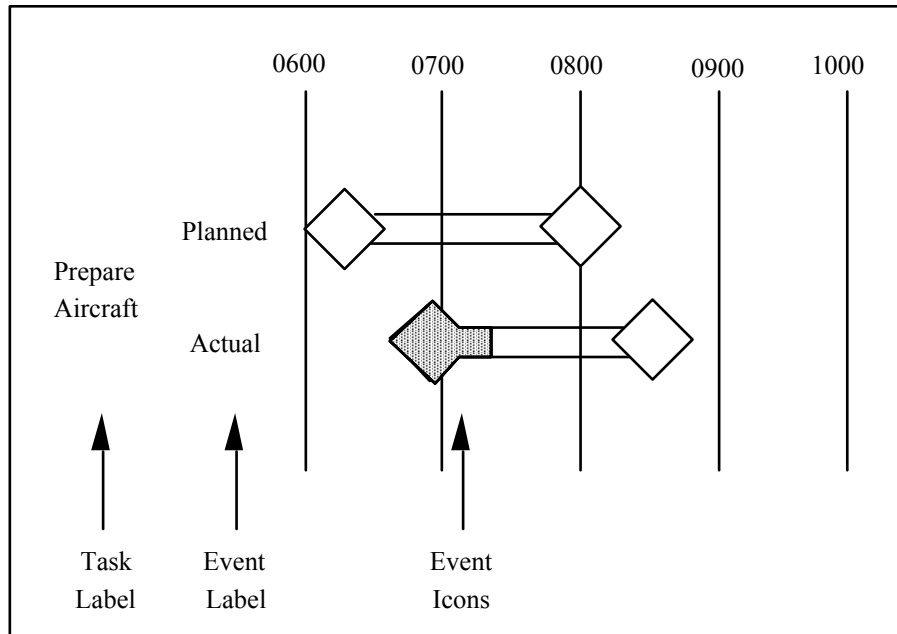 0600 0700 0800 0900 1000
Planned
Prepare
Aircraft
Actual
Task Event Event
Label Label Icons